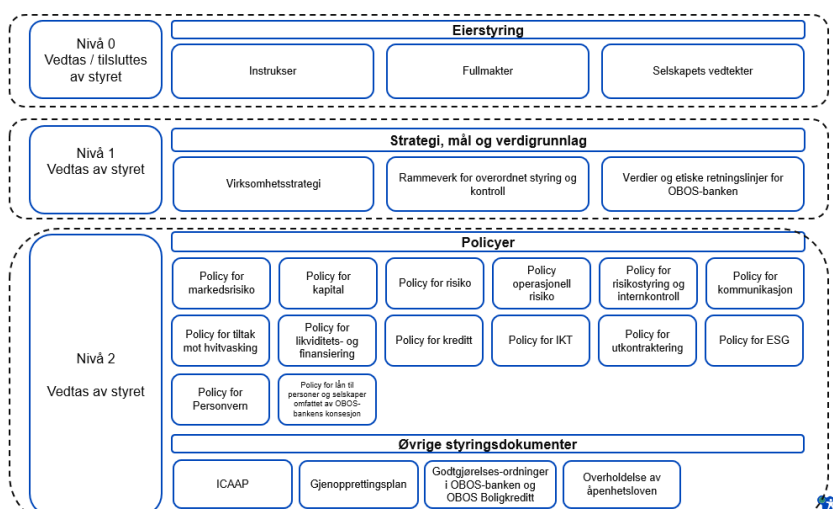 Nivå 0
Vedtas / tilsluttes
av styret
Eierstyring
Instrukser
Fullmakter
Selskapets vedtekter
Nivå 1
Vedtas av styret
Strategi, mål og verdigrunnlag
Virksomhetsstrategi
Rammeverk for overordnet styring og
kontroll
Verdier og etiske retningslinjer for
OBOS-banken
Nivå 2
Vedtas av styret
Policyer
Policy for
markedsrisiko
Policy for
kapital
Policy for risiko
Policy
operasjonell
risiko
Policy for
risikostyring og
internkontroll
Policy for
kommunikasjon
Policy for tiltak
mot hvitvasking
Policy for
likviditets- og
finansiering
Policy for kreditt
Policy for IKT
Policy for
utkontraktering
Policy for ESG
Policy for
Personvern
Policy for lån til
personer og selskaper
omfattet av OBOS-
bankens konsesjon
Øvrige styringsdokumenter
ICAAP
Gjenopprettingsplan
Godtgjørelses-ordninger
i OBOS-banken og
OBOS Boligkreditt
Overholdelse av
åpenhetsloven